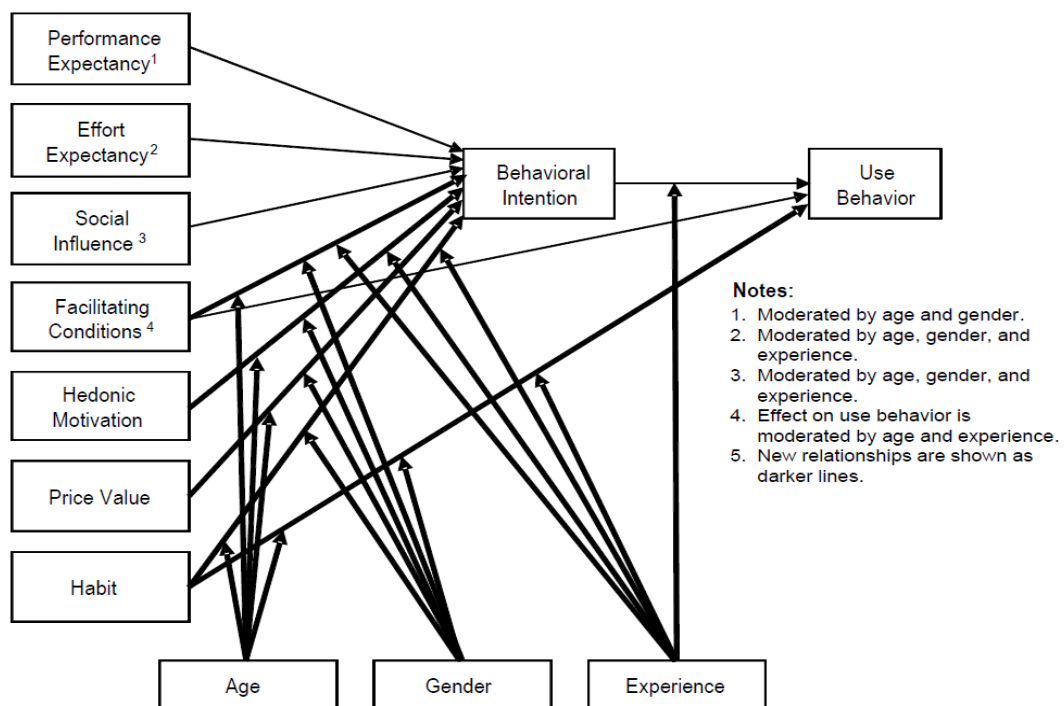 Performance
Expectancy1
Effort
Expectancy2
Social
Influence 3
Facilitating
Conditions 4
Hedonic
Motivation
Price Value
Habit
Behavioral
Intention
Use
Behavior
Notes:
1. Moderated by age and gender.
2. Moderated by age, gender, and
experience.
3. Moderated by age, gender, and
experience.
4. Effect on use behavior is
moderated by age and experience.
5. New relationships are shown as
darker lines.
Age
Gender
Experience